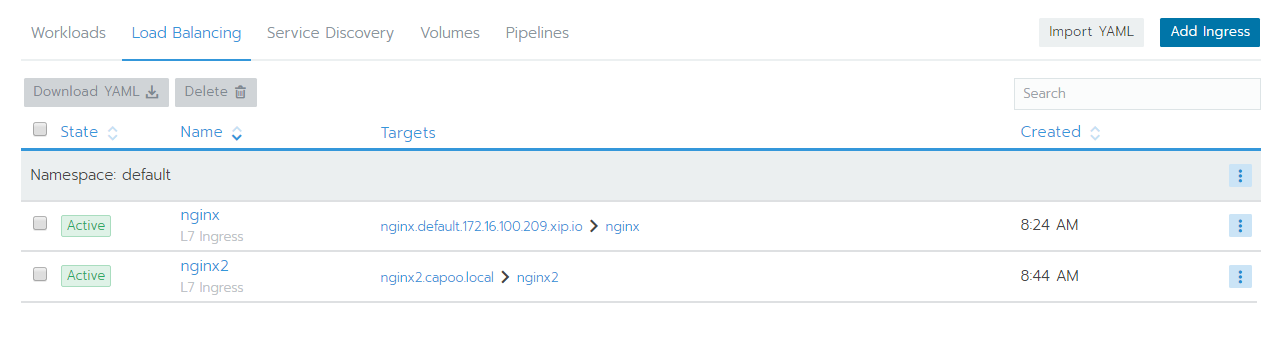 Workloads Load Balancing Service Discovery Volumes Pipelines Import YAML Add Ingress
Download YAML Delete Search
State Name Targets Created
Namespace: default
Active nginx nginx.default.172.16.100.209.xip.io > nginx 8:24 AM
L7 Ingress
Active nginx2 nginx2.capoo.local > nginx2 8:44 AM
L7 Ingress